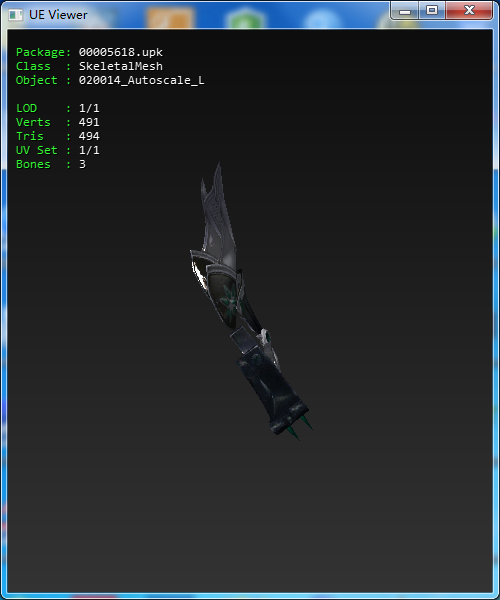 UE Viewer
Package: 00005618.upk
Class : SkeletalMesh
Object : 020014_Autoscale_L
LOD : 1/1
Verts : 491
Tris : 494
UV Set : 1/1
Bones : 3